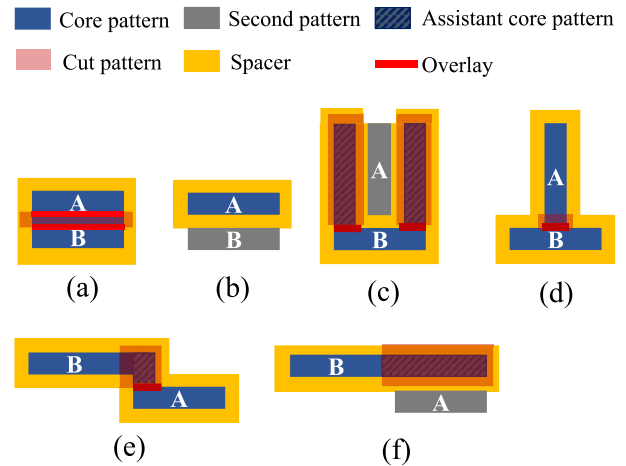 Core pattern Second pattern Assistant core pattern
Cut pattern Spacer Overlay
A
B
(a)
A
B
(b)
A
B
(c)
A
B
(d)
B
A
(e)
B
A
(f)